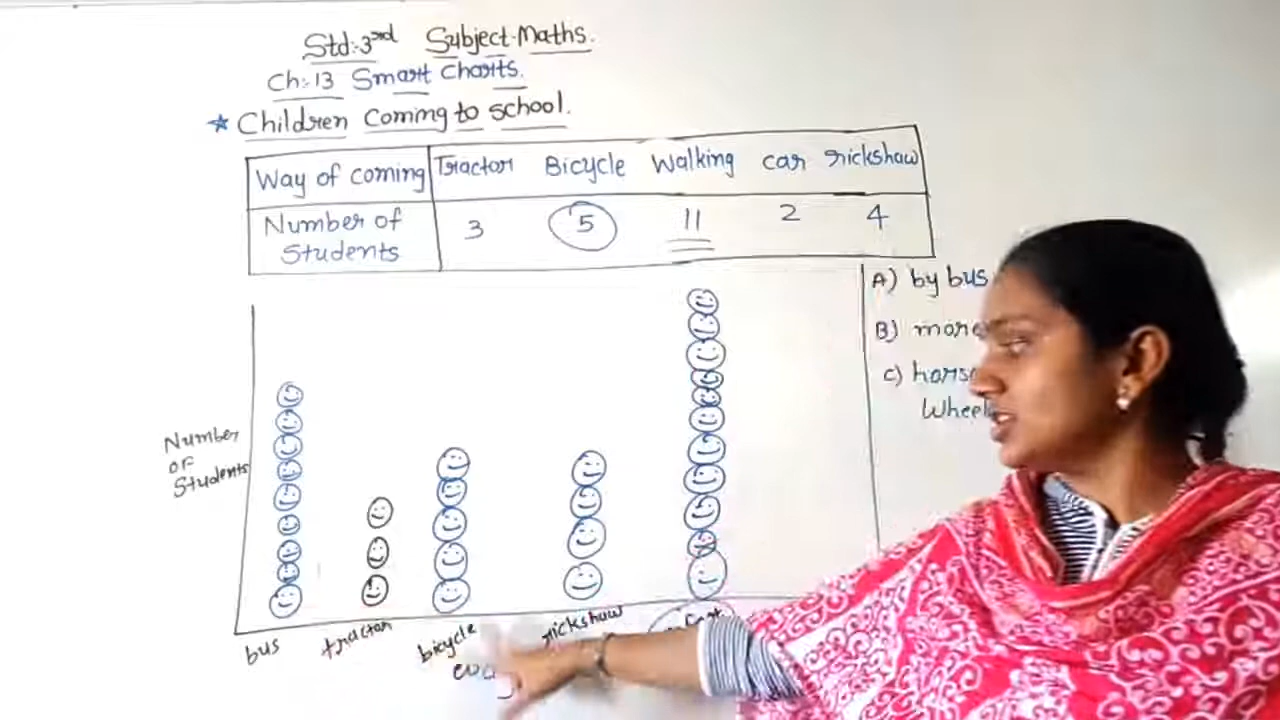 Std:-3rd Subject-Maths.
Ch:-13 Smart Charts.
★ Children coming to school.
Way of coming Tractor Bicycle Walking car rickshaw
Number of Students 3 5 11 2 4
A) by bus
B) more
C)
Wheel
Number
of
Students
bus tractor bicycle rickshaw